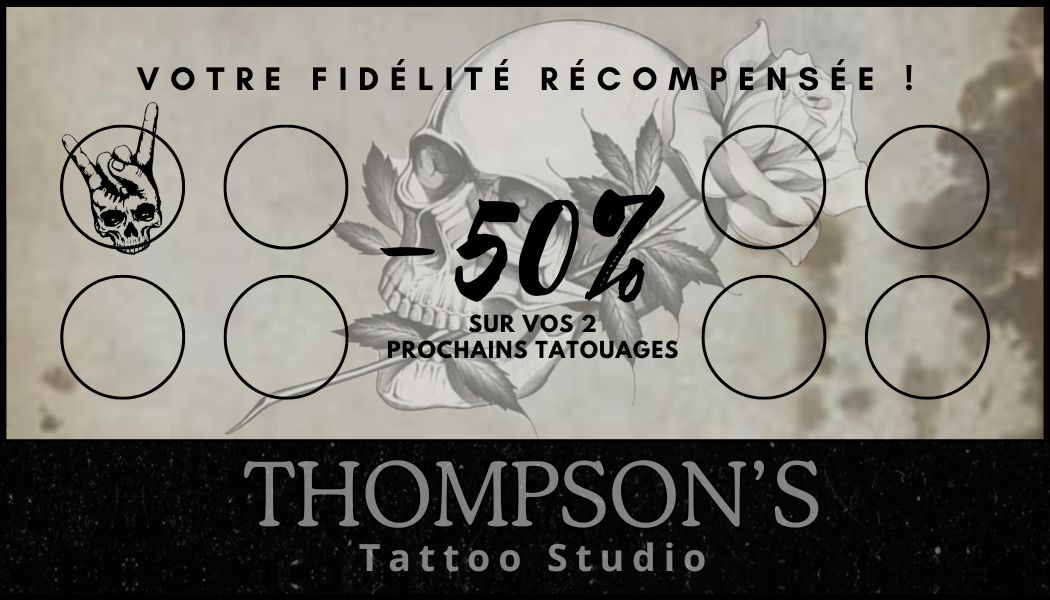 VOTRE FIDÉLITÉ RÉCOMPENSÉE !
-50%
SUR VOS 2
PROCHAINS TATOUAGES
THOMPSON'S
Tattoo Studio